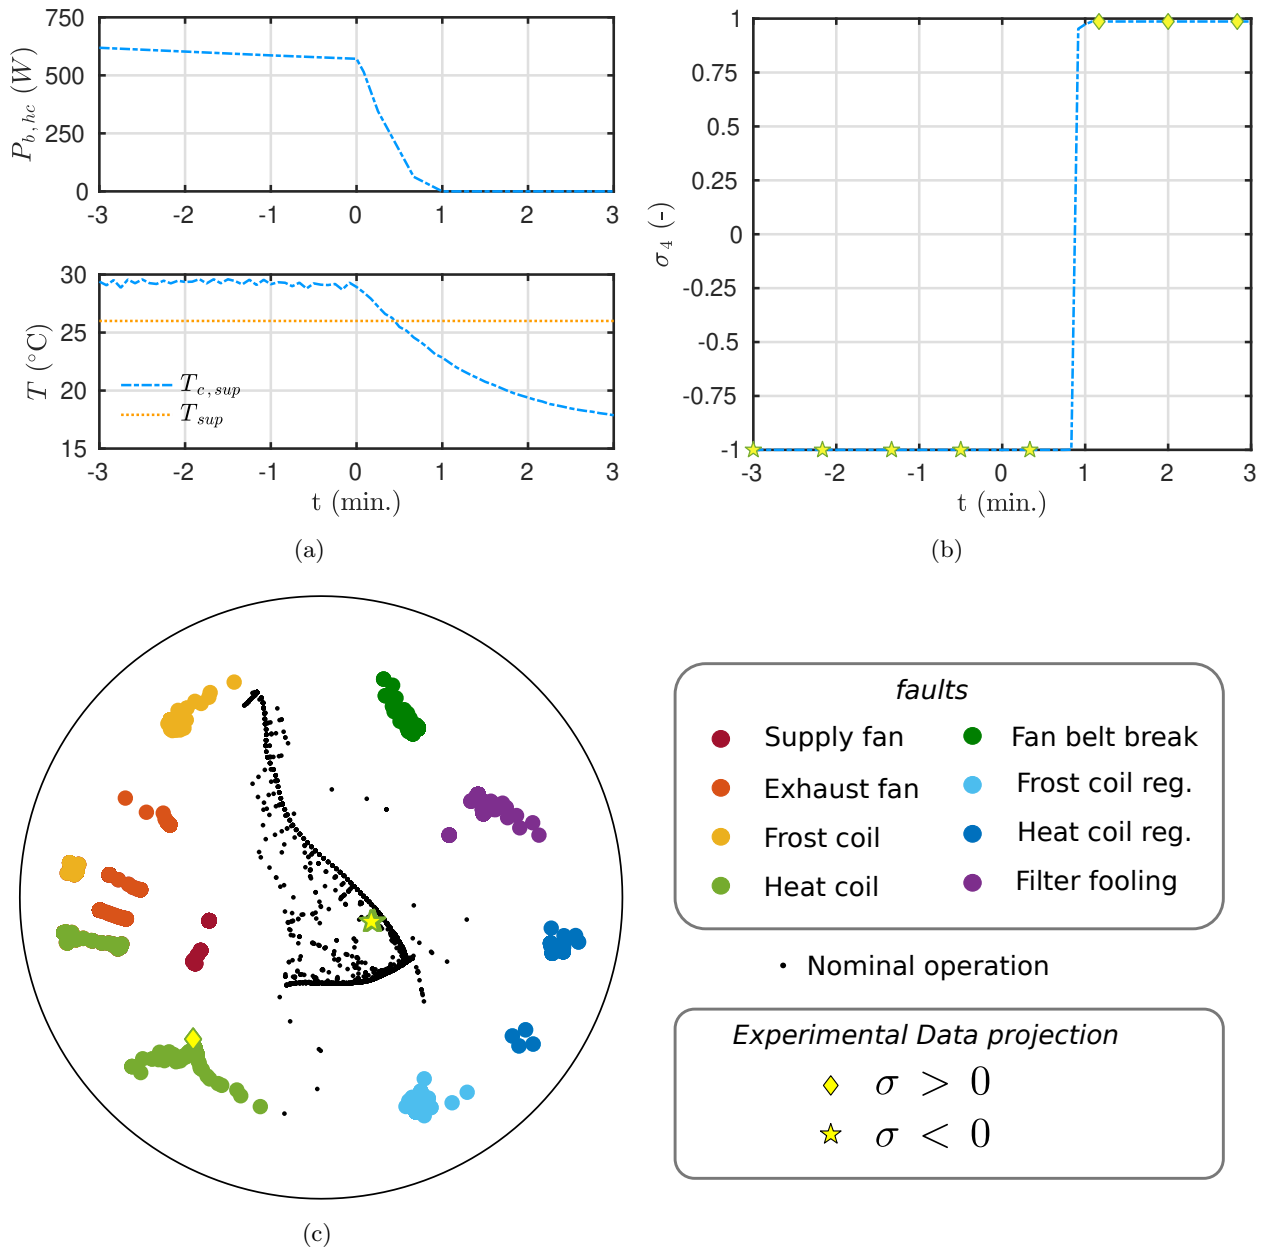 750
500
250
0
P_{b,hc} (W)
-3 -2 -1 0 1 2 3
30
25
20
15
T (°C)
T_{c,sup}
T_{sup}
-3 -2 -1 0 1 2 3
t (min.)
(a)
1
0.75
0.5
0.25
0
-0.25
-0.5
-0.75
-1
σ_4 (-)
-3 -2 -1 0 1 2 3
t (min.)
(b)
(c)
faults
Supply fan
Exhaust fan
Frost coil
Heat coil
Fan belt break
Frost coil reg.
Heat coil reg.
Filter fooling
Nominal operation
Experimental Data projection
σ > 0
σ < 0